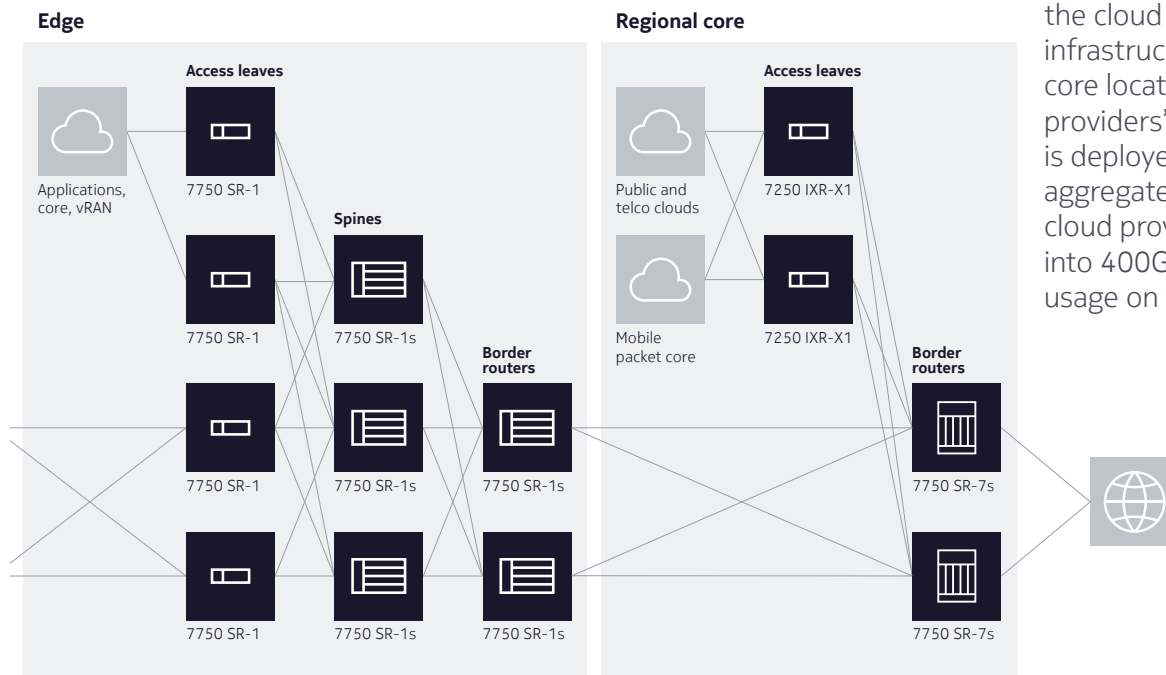 Edge
Access leaves
Applications,
core, vRAN
7750 SR-1
Spines
7750 SR-1
7750 SR-1s
Border
routers
7750 SR-1
7750 SR-1s
7750 SR-1s
7750 SR-1
7750 SR-1s
7750 SR-1s
Regional core
Access leaves
Public and
telco clouds
7250 IXR-X1
Mobile
packet core
7250 IXR-X1
Border
routers
7750 SR-7s
7750 SR-7s
the cloud
infrastruc
core locat
providers'
is deploye
aggregate
cloud prov
into 400G
usage on